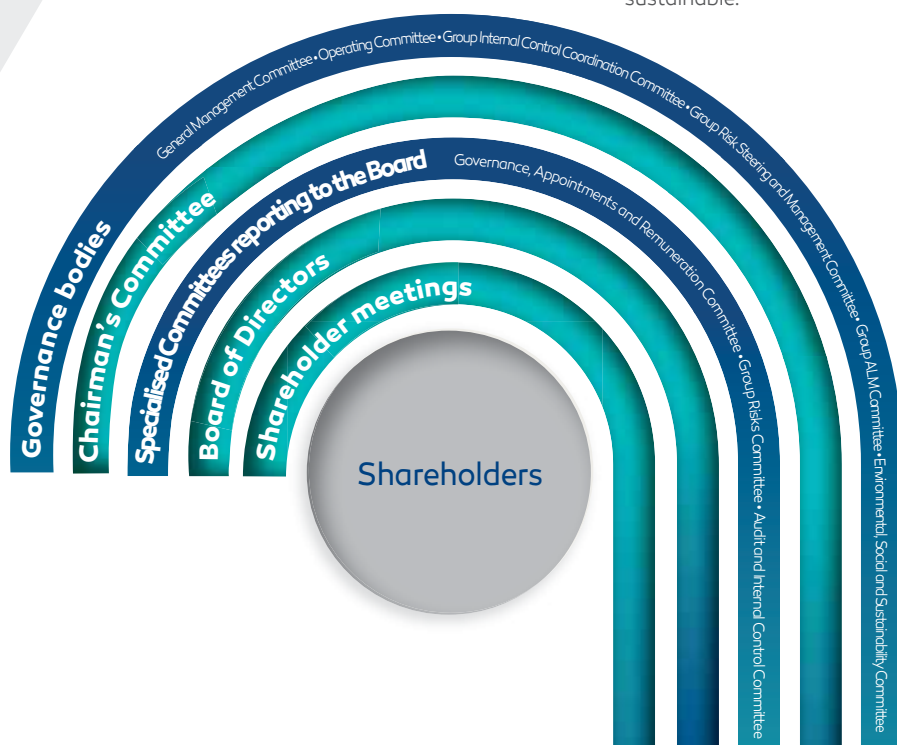 sustainable.
Governance bodies
General Management Committee • Operating Committee • Group Internal Control Coordination Committee • Group Risk Steering and Management Committee • Group ALM Committee • Environmental, Social and Sustainability Committee
Chairman's Committee
Specialised Committees reporting to the Board
Governance, Appointments and Remuneration Committee • Group Risks Committee • Audit and Internal Control Committee
Board of Directors
Shareholder meetings
Shareholders